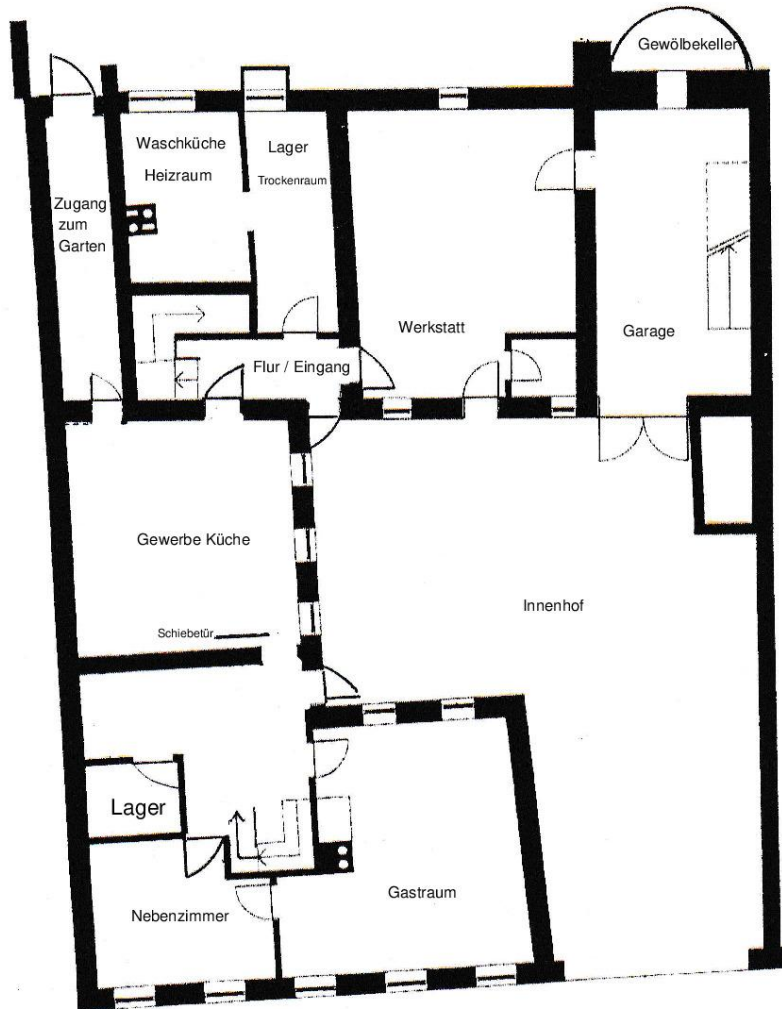 Gewölbekeller
Waschküche
Heizraum
Lager
Trockenraum
Zugang
zum
Garten
Werkstatt
Garage
Flur / Eingang
Gewerbe Küche
Innenhof
Schiebetür
Lager
Nebenzimmer
Gastraum